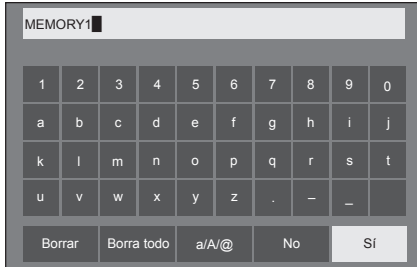 MEMORY1
1 2 3 4 5 6 7 8 9 0
a b c d e f g h i j
k l m n o p q r s t
u v w x y z . – _
Borrar Borra todo a/A/@ No Sí